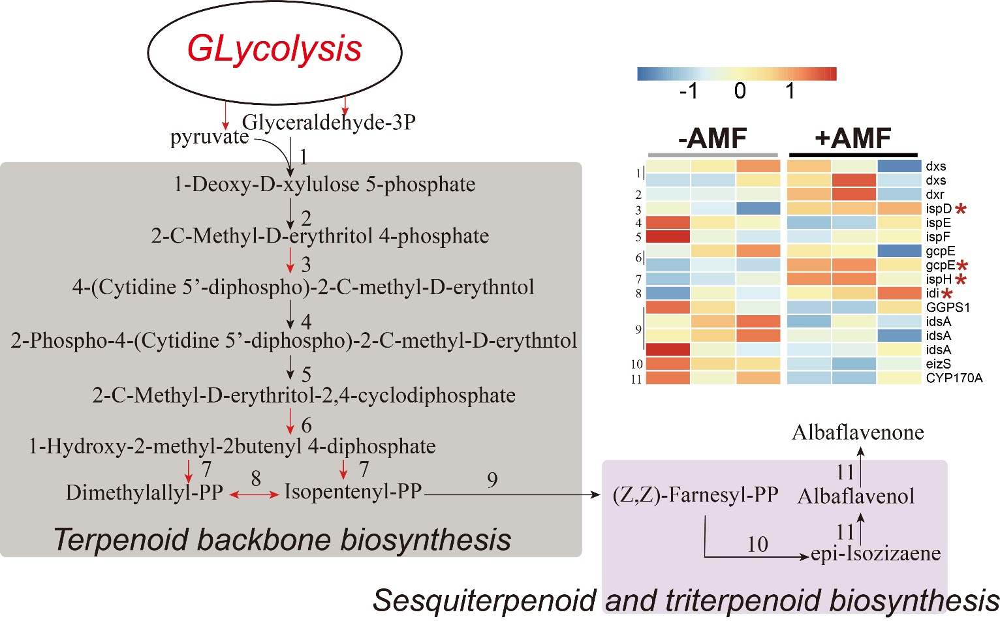 GLycolysis
pyruvate
Glyceraldehyde-3P
1
1-Deoxy-D-xylulose 5-phosphate
2
2-C-Methyl-D-erythritol 4-phosphate
3
4-(Cytidine 5’-diphospho)-2-C-methyl-D-erythntol
4
2-Phospho-4-(Cytidine 5’-diphospho)-2-C-methyl-D-erythntol
5
2-C-Methyl-D-erythritol-2,4-cyclodiphosphate
6
1-Hydroxy-2-methyl-2butenyl 4-diphosphate
7 7
Dimethylallyl-PP 8 Isopentenyl-PP 9
Terpenoid backbone biosynthesis
-1 0 1
-AMF +AMF
1 dxs
dxs
2 dxr
3 ispD *
4 ispE
5 ispF
6 gcpE
gcpE *
7 ispH *
8 idi *
GGPS1
9 idsA
idsA
idsA
10 eizS
11 CYP170A
Albaflavenone
11
(Z,Z)-Farnesyl-PP Albaflavenol
11
10 epi-Isozizaene
Sesquiterpenoid and triterpenoid biosynthesis